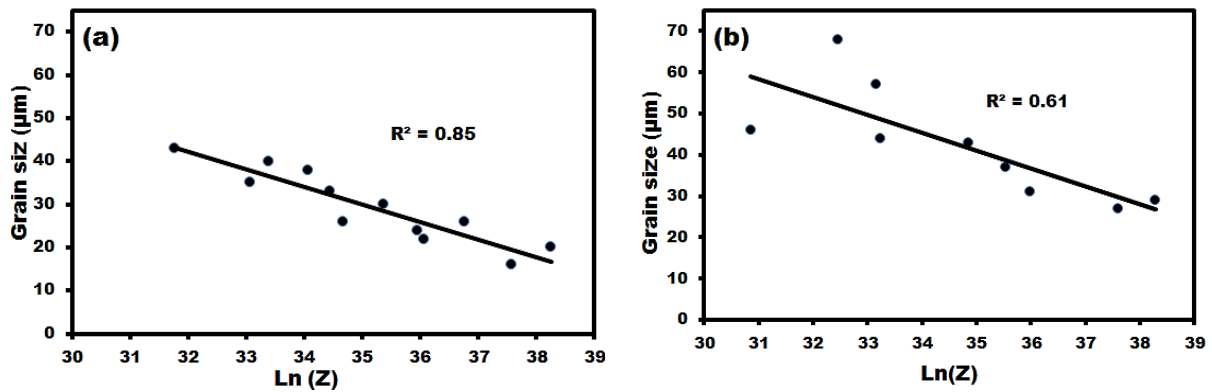 (a)
Grain siz (µm)
70
60
50
40
30
20
10
0
R² = 0.85
30 31 32 33 34 35 36 37 38 39
Ln (Z)
(b)
Grain size (µm)
70
60
50
40
30
20
10
0
R² = 0.61
30 31 32 33 34 35 36 37 38 39
Ln(Z)